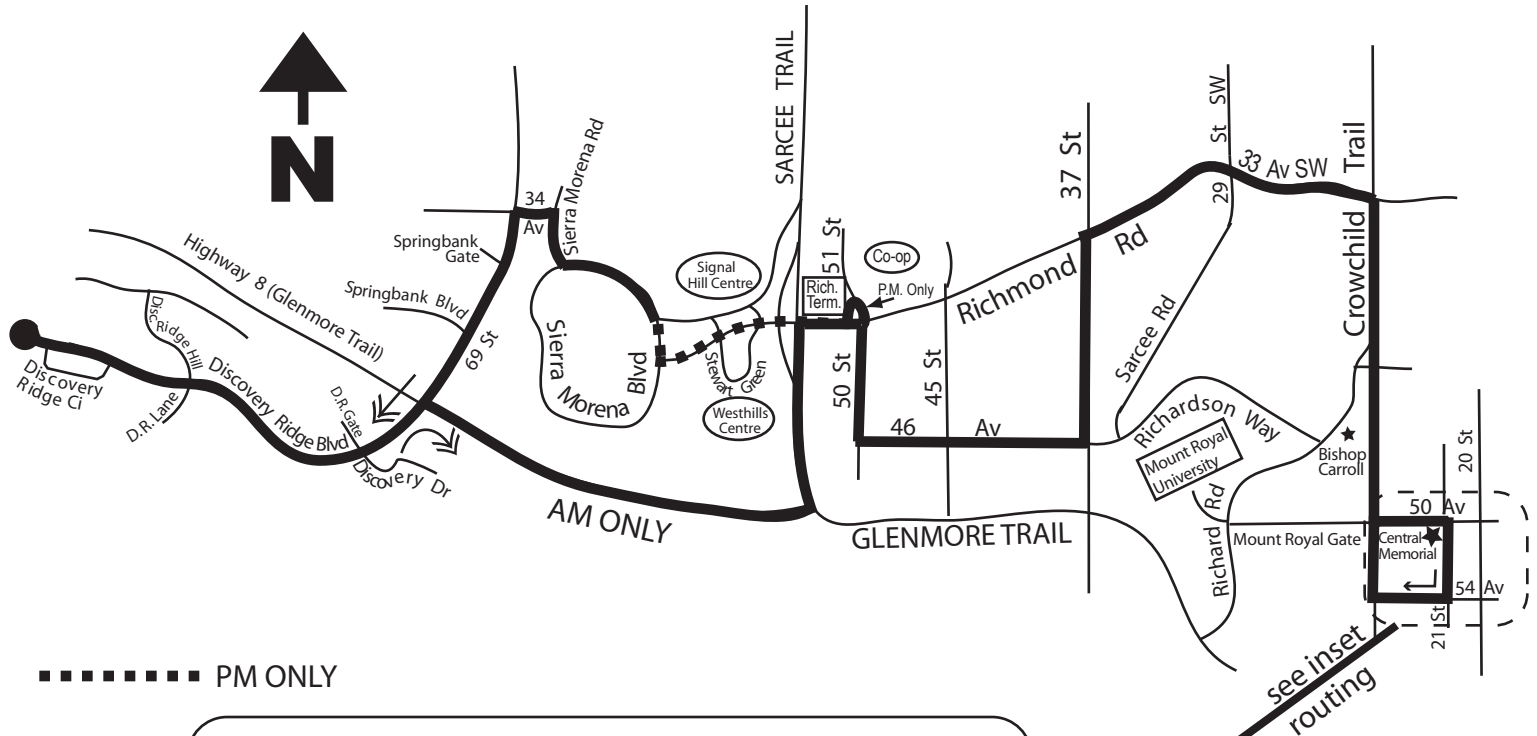 N
SARCEE TRAIL
Sierra Morena Rd
34
Av
Springbank
Gate
Springbank Blvd
69 St
Highway 8 (Glenmore Trail)
Disc. Ridge Hill
Discovery
Ridge Ci
D.R. Lane
Discovery Ridge Blvd
D.R. Gate
Discovery Dr
Sierra
Morena
Blvd
Signal
Hill Centre
Stewart Green
Westhills
Centre
51 St
Rich.
Term.
Co-op
P.M. Only
50 St
45 St
46 Av
37 St
Richmond Rd
29 St SW
33 Av SW
Crowchild Trail
Sarcee Rd
Richardson Way
Mount Royal
University
Richard Rd
Bishop
Carroll
20 St
50 Av
Mount Royal Gate
Central
Memorial
54 Av
21 St
AM ONLY
GLENMORE TRAIL
see inset
routing
PM ONLY